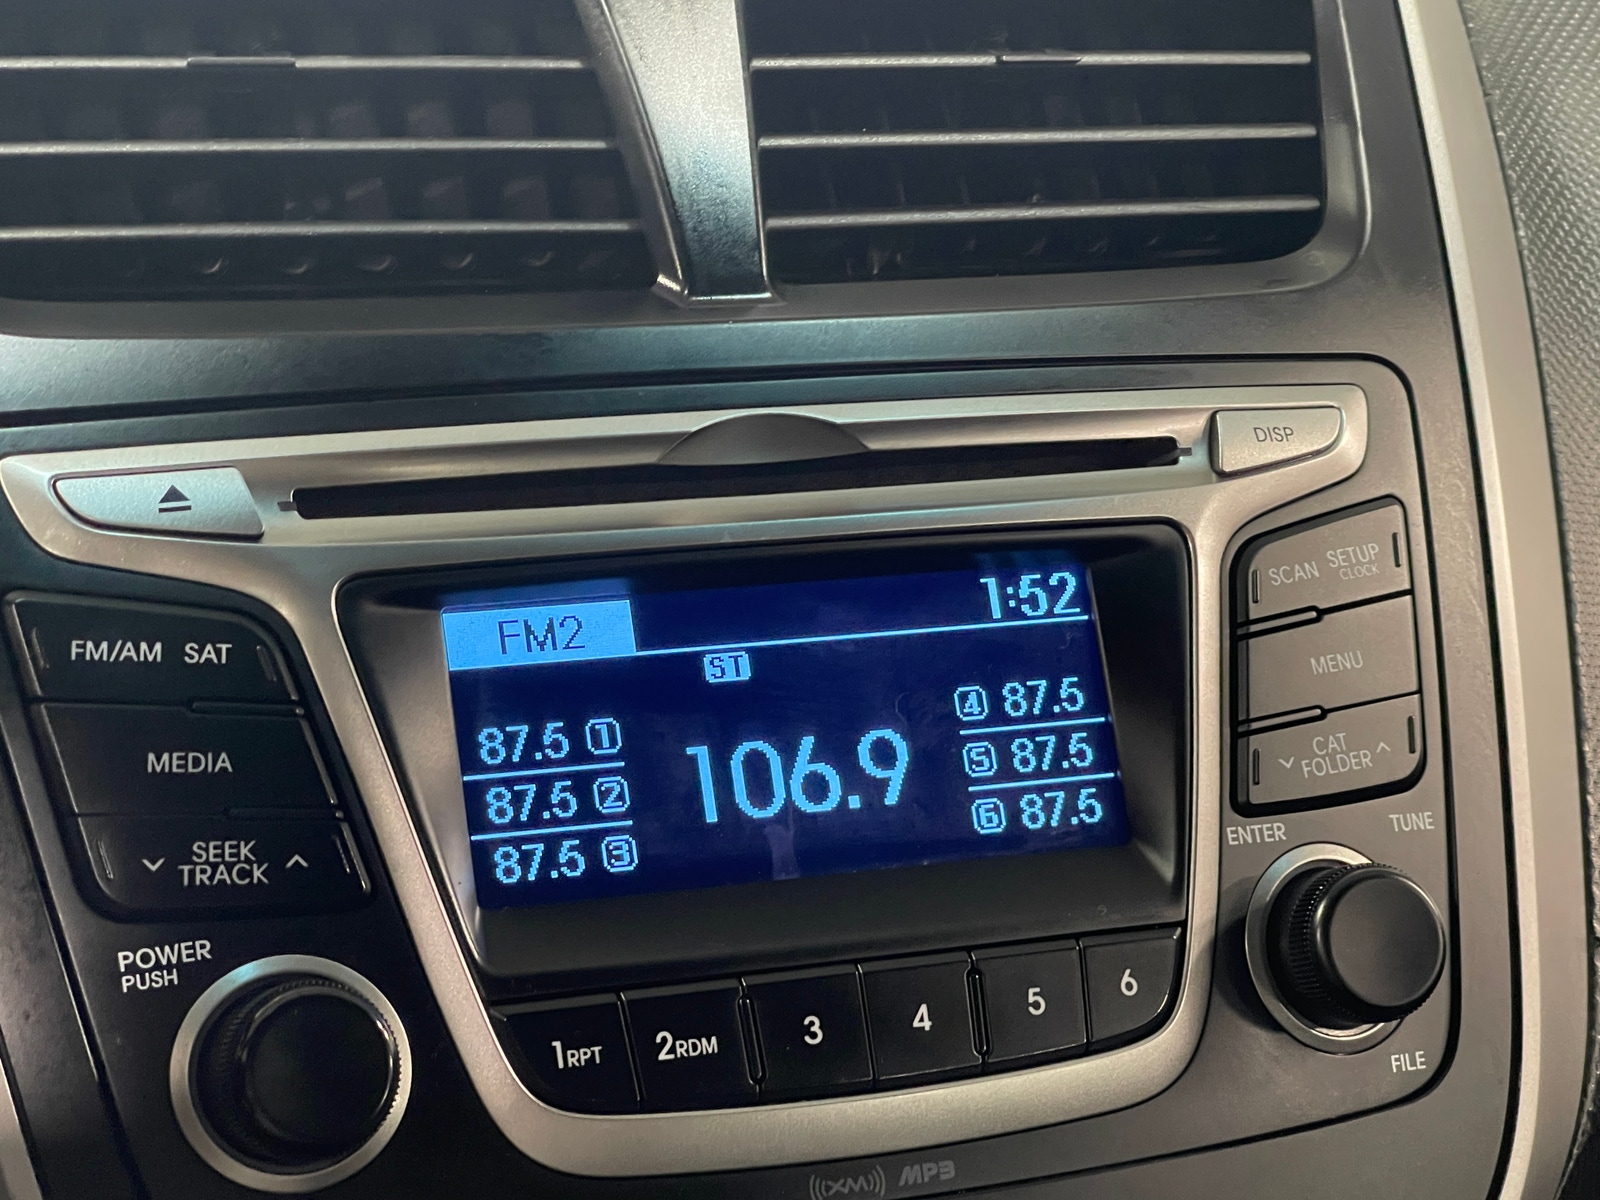 DISP
SCAN SETUP
CLOCK
FM/AM SAT
FM2 1:52
ST
MENU
87.5 1
4 87.5
MEDIA
106.9
87.5 2
5 87.5
CAT
FOLDER
87.5 3
6 87.5
SEEK
TRACK
ENTER TUNE
POWER
PUSH
1RPT 2RDM 3 4 5 6
FILE
((XM)) MP3